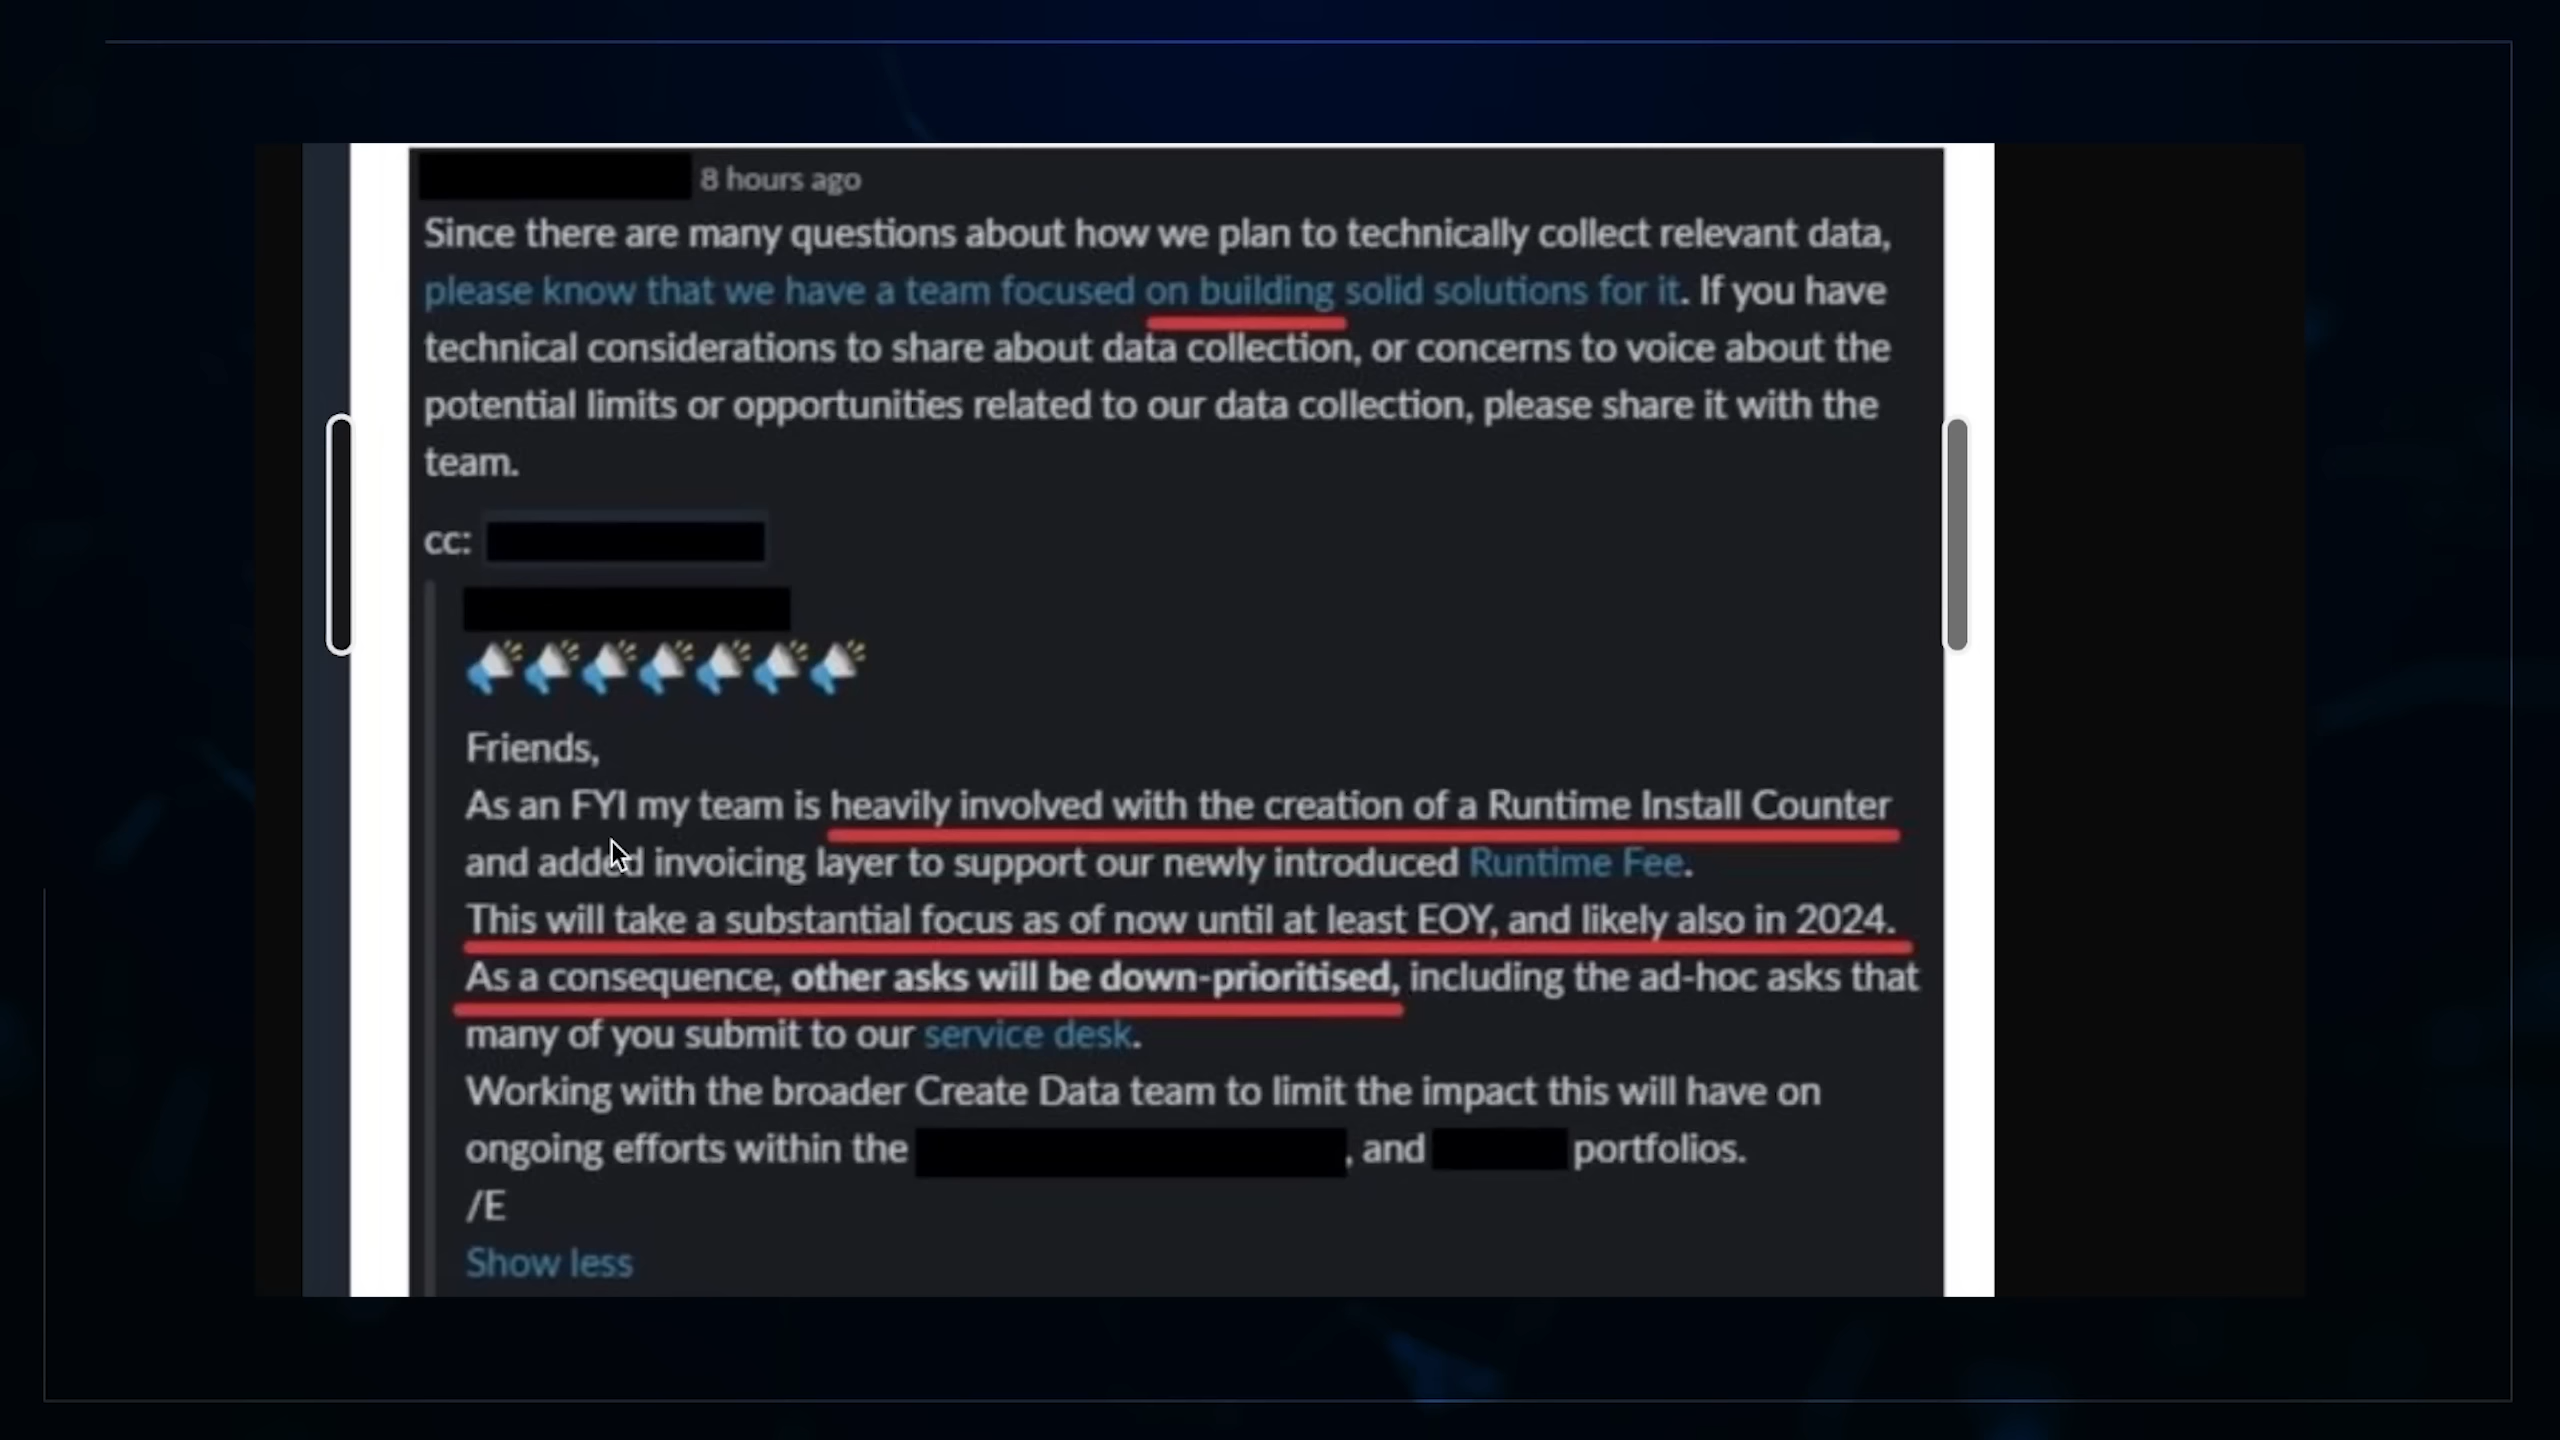 8 hours ago
Since there are many questions about how we plan to technically collect relevant data,
please know that we have a team focused on building solid solutions for it. If you have
technical considerations to share about data collection, or concerns to voice about the
potential limits or opportunities related to our data collection, please share it with the
team.
cc:
Friends,
As an FYI my team is heavily involved with the creation of a Runtime Install Counter
and added invoicing layer to support our newly introduced Runtime Fee.
This will take a substantial focus as of now until at least EOY, and likely also in 2024.
As a consequence, other asks will be down-prioritised, including the ad-hoc asks that
many of you submit to our service desk.
Working with the broader Create Data team to limit the impact this will have on
ongoing efforts within the , and portfolios.
/E
Show less